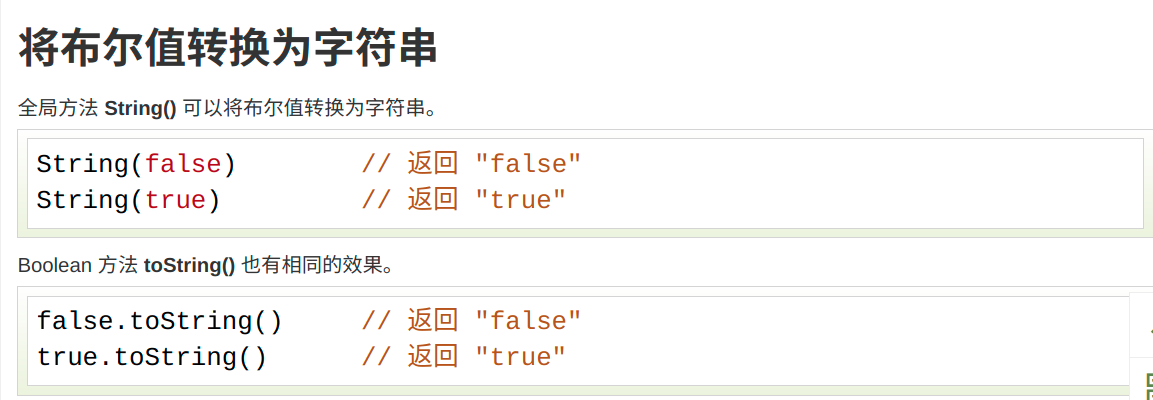 将布尔值转换为字符串
全局方法 String() 可以将布尔值转换为字符串。
String(false)        // 返回 "false"
String(true)         // 返回 "true"
Boolean 方法 toString() 也有相同的效果。
false.toString()     // 返回 "false"
true.toString()      // 返回 "true"